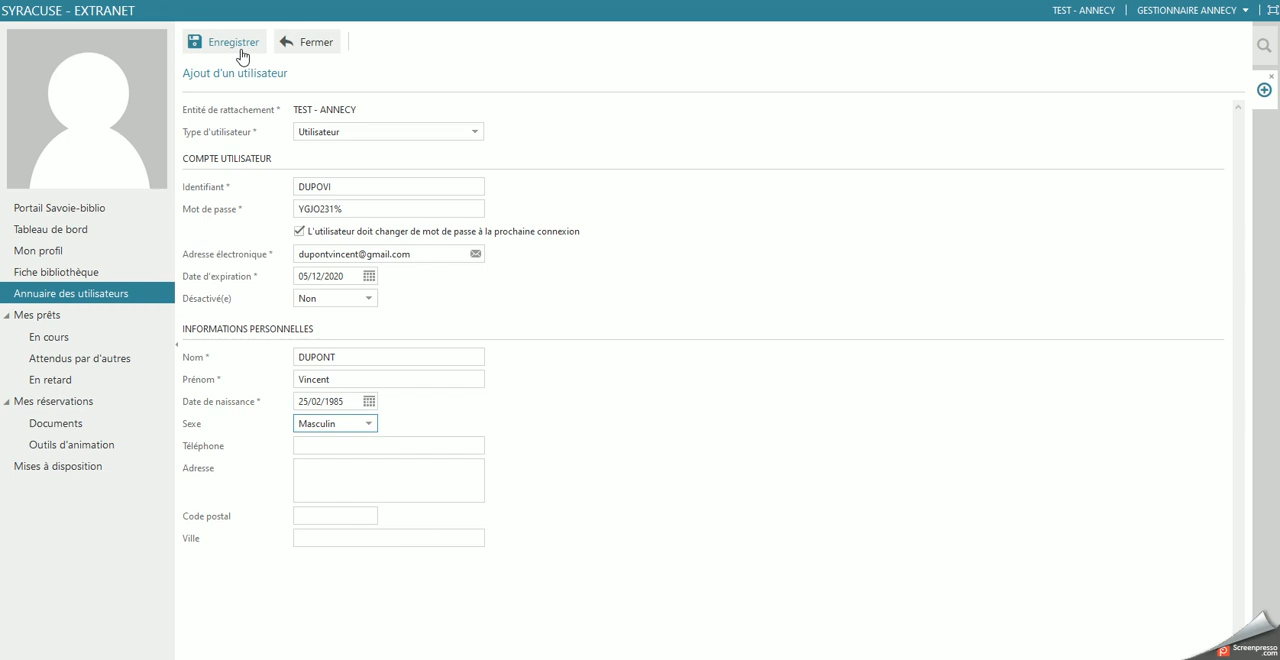 SYRACUSE - EXTRANET
TEST - ANNECY
GESTIONNAIRE ANNECY
Enregistrer
Fermer
Ajout d'un utilisateur
Entité de rattachement *
TEST - ANNECY
Type d'utilisateur *
Utilisateur
COMPTE UTILISATEUR
Identifiant *
DUPOVI
Mot de passe *
YGJO231%
L'utilisateur doit changer de mot de passe à la prochaine connexion
Adresse électronique *
dupontvincent@gmail.com
Date d'expiration *
05/12/2020
Désactivé(e)
Non
INFORMATIONS PERSONNELLES
Nom *
DUPONT
Prénom *
Vincent
Date de naissance *
25/02/1985
Sexe
Masculin
Téléphone
Adresse
Code postal
Ville
Portail Savoie-biblio
Tableau de bord
Mon profil
Fiche bibliothèque
Annuaire des utilisateurs
Mes prêts
En cours
Attendus par d'autres
En retard
Mes réservations
Documents
Outils d'animation
Mises à disposition
Screenpresso
.com